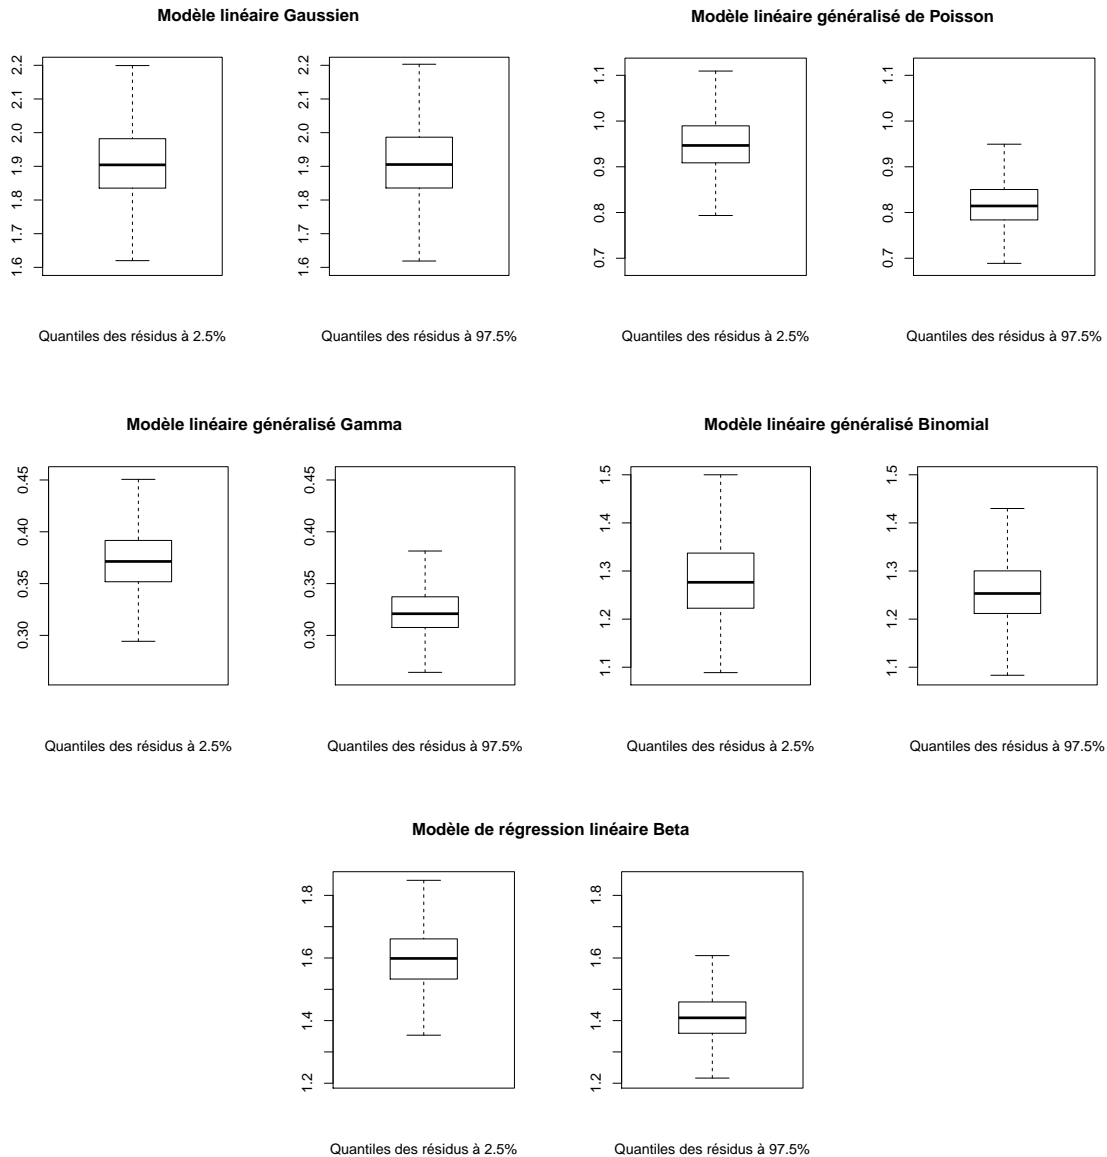 Modèle linéaire Gaussien
1.6 1.7 1.8 1.9 2.0 2.1 2.2
Quantiles des résidus à 2.5%
1.6 1.7 1.8 1.9 2.0 2.1 2.2
Quantiles des résidus à 97.5%
Modèle linéaire généralisé de Poisson
0.7 0.8 0.9 1.0 1.1
Quantiles des résidus à 2.5%
0.7 0.8 0.9 1.0 1.1
Quantiles des résidus à 97.5%
Modèle linéaire généralisé Gamma
0.30 0.35 0.40 0.45
Quantiles des résidus à 2.5%
0.30 0.35 0.40 0.45
Quantiles des résidus à 97.5%
Modèle linéaire généralisé Binomial
1.1 1.2 1.3 1.4 1.5
Quantiles des résidus à 2.5%
1.1 1.2 1.3 1.4 1.5
Quantiles des résidus à 97.5%
Modèle de régression linéaire Beta
1.2 1.4 1.6 1.8
Quantiles des résidus à 2.5%
1.2 1.4 1.6 1.8
Quantiles des résidus à 97.5%